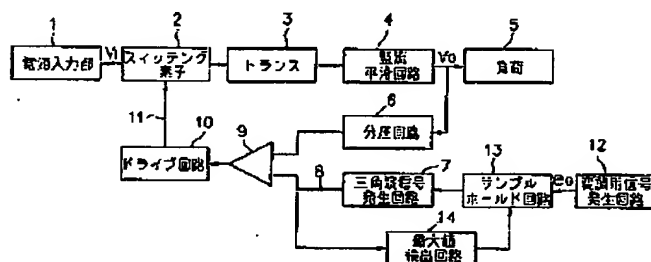 1
電源入力部
Vi
2
スイッチング
素子
3
トランス
4
整流
平滑回路
Vo
5
負荷
6
分圧回路
11
10
ドライブ回路
9
8
7
三角波信号
発生回路
13
サンプル
ホールド回路
eo
12
変調用信号
発生回路
14
最大値
検出回路